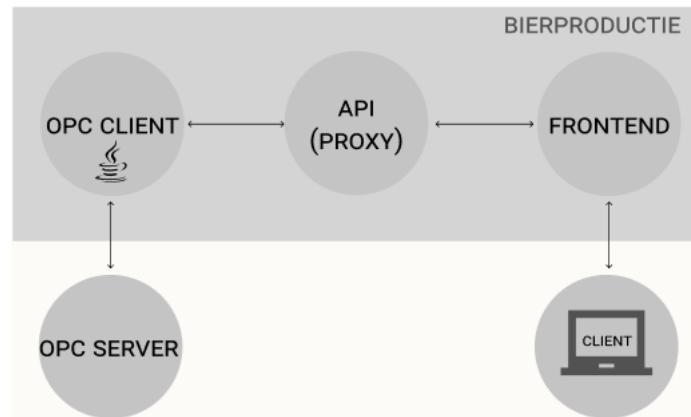 BIERPRODUCTIE
OPC CLIENT
API
(PROXY)
FRONTEND
OPC SERVER
CLIENT